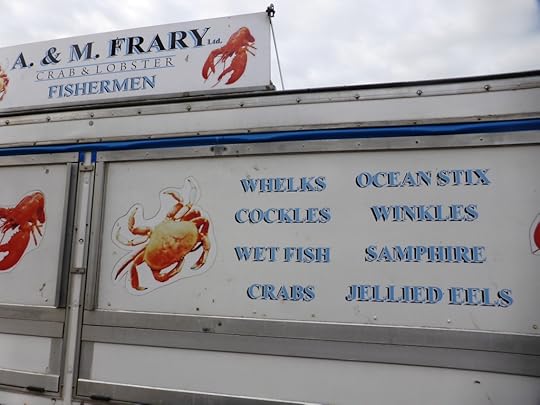 A. & M. FRARY Ltd.
CRAB & LOBSTER
FISHERMEN
WHELKS OCEAN STIX
COCKLES WINKLES
WET FISH SAMPHIRE
CRABS JELLIED EELS